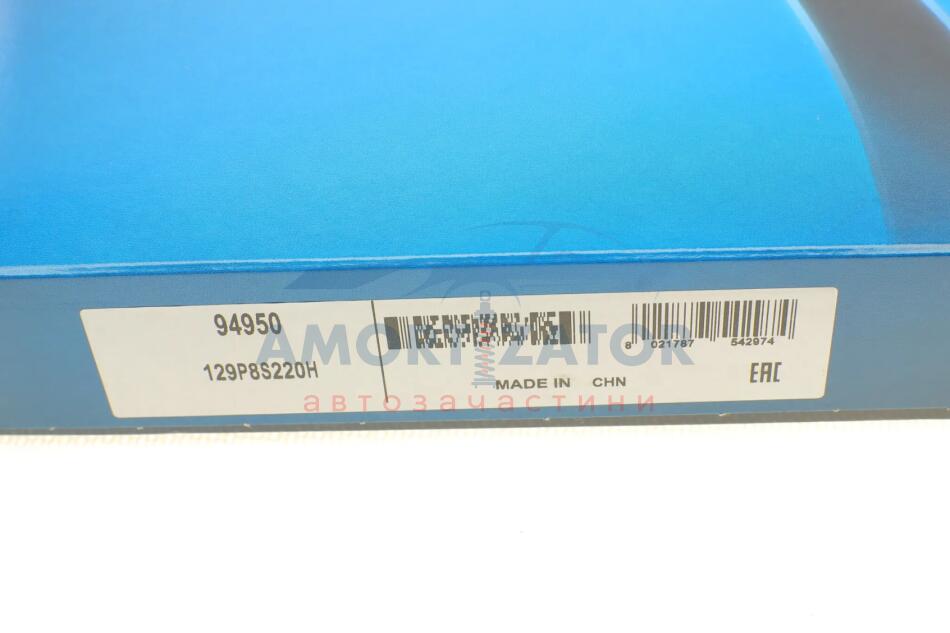 94950
129P8S220H
8 021787 542974
MADE IN CHN
EAC
AMORTIZATOR
автозапчастини